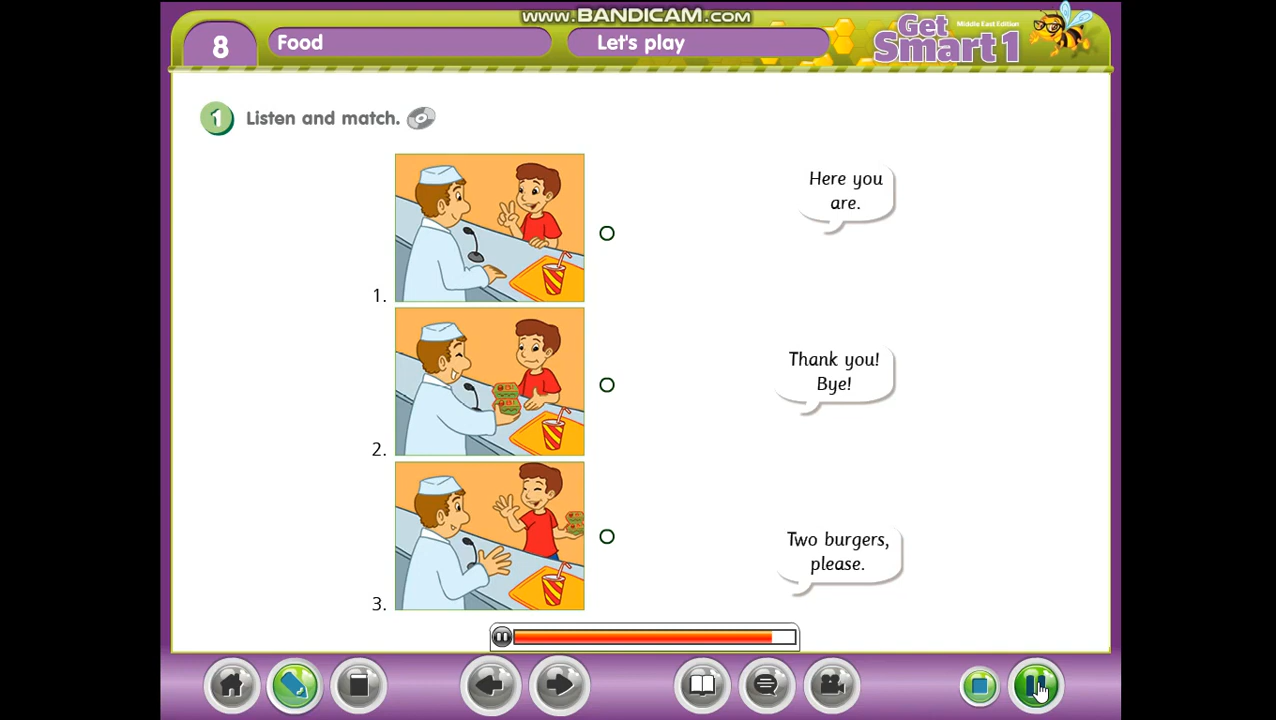 www.BANDICAM.com
8
Food
Let's play
Get
Middle East Edition
Smart 1
1 Listen and match.
Here you
are.
1.
Thank you!
Bye!
2.
Two burgers,
please.
3.